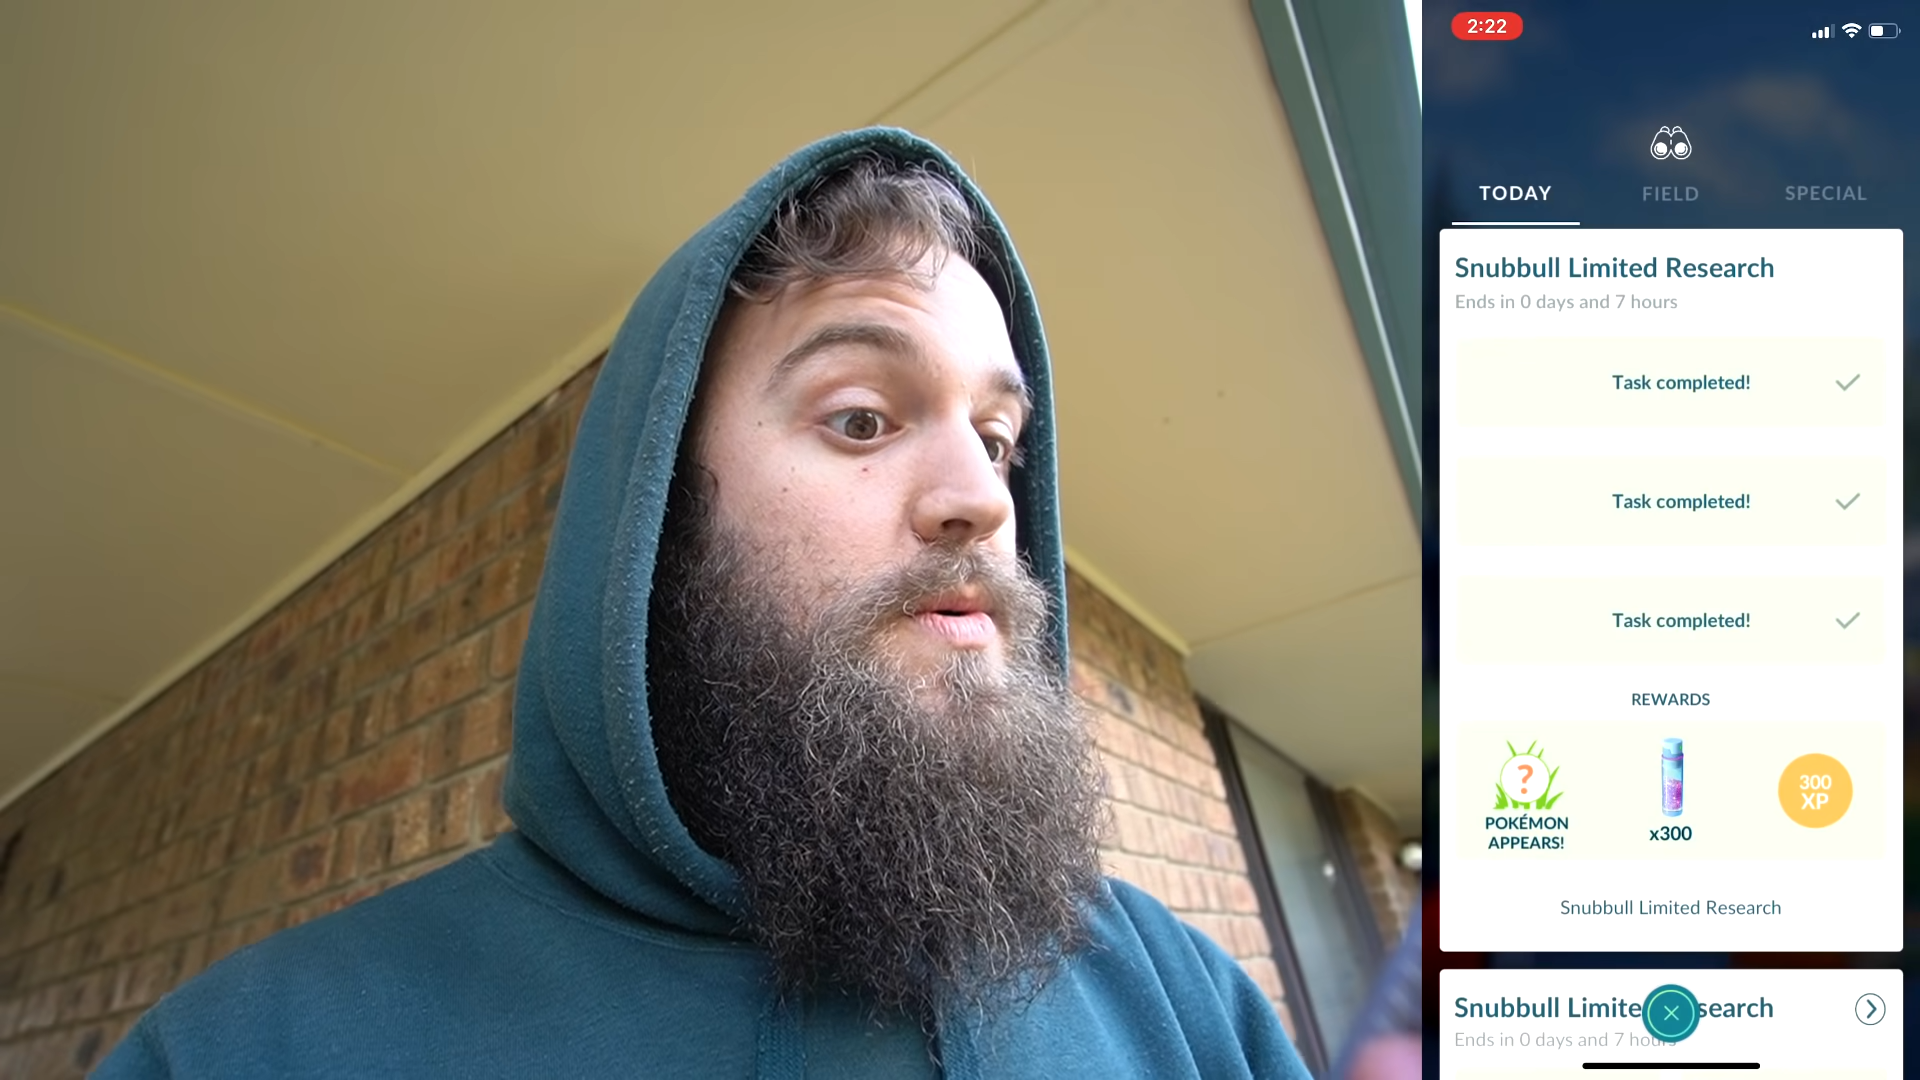 2:22
TODAY
FIELD
SPECIAL
Snubbull Limited Research
Ends in 0 days and 7 hours
Task completed!
Task completed!
Task completed!
REWARDS
?
300
XP
POKÉMON
APPEARS!
x300
Snubbull Limited Research
Snubbull Limite search
Ends in 0 days and 7 hours